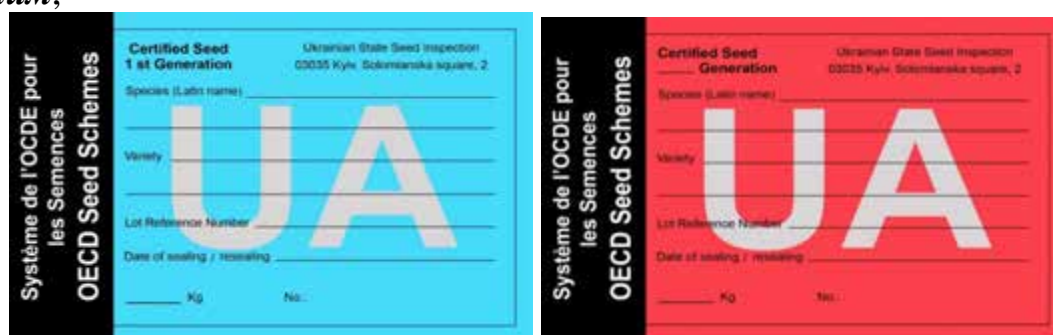 Système de l'OCDE pour
les Semences
OECD Seed Schemes
Certified Seed
1 st Generation
Ukrainian State Seed Inspection
03035 Kyiv. Solomianska square, 2
Species (Latin name)
Variety
Lot Reference Number
Date of sealing / resealing
Kg
No..
UA
Système de l'OCDE pour
les Semences
OECD Seed Schemes
Certified Seed
____ Generation
Ukrainian State Seed Inspection
03035 Kyiv. Solomianska square, 2
Species (Latin name)
Variety
Lot Reference Number
Date of sealing / resealing
Kg
No..
UA